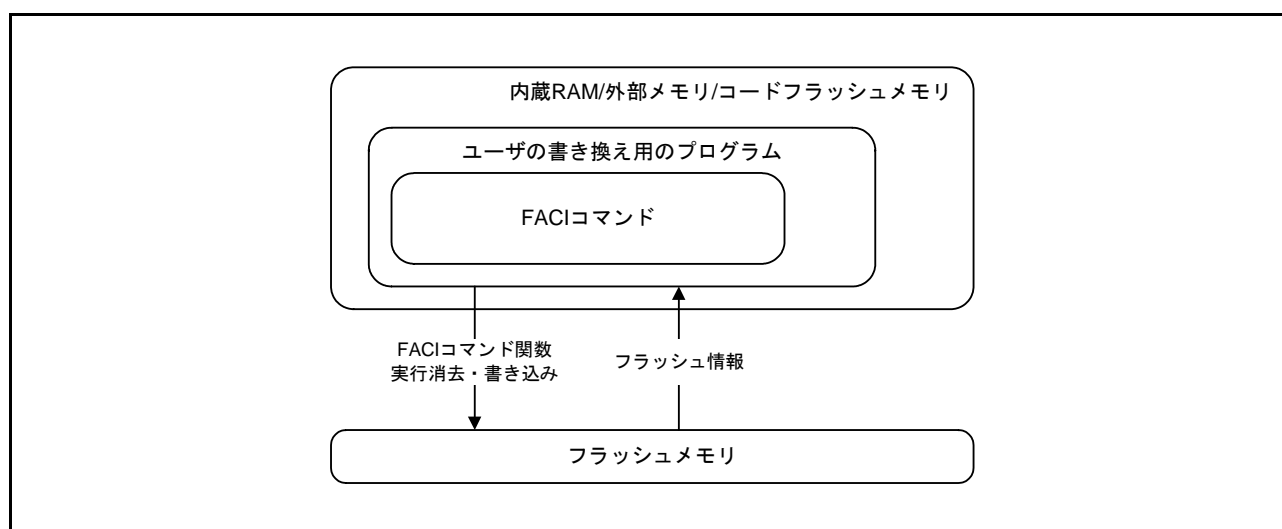 内蔵RAM/外部メモリ/コードフラッシュメモリ
ユーザの書き換え用のプログラム
FACIコマンド
FACIコマンド関数
実行消去・書き込み
フラッシュ情報
フラッシュメモリ